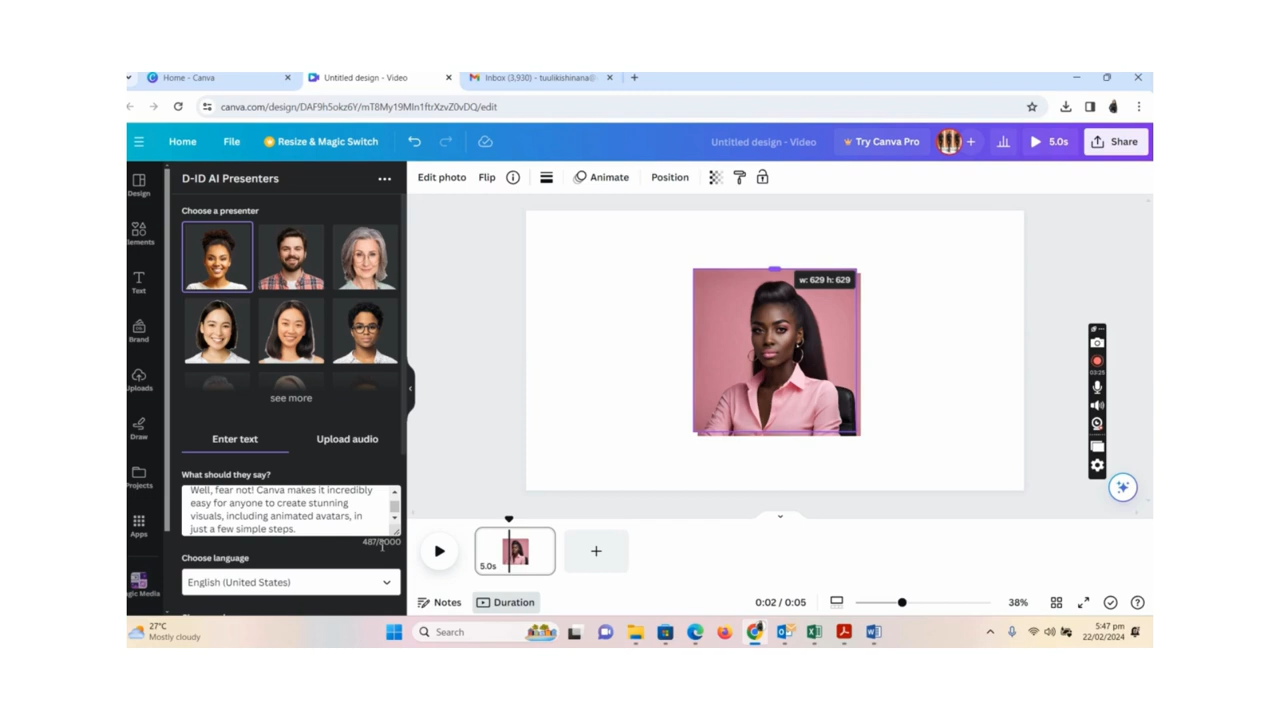 Home - Canva
Untitled design - Video
Inbox (3,930) - tuulikishinana@
canva.com/design/DAF9h5okz6Y/mT8My19MIn1ftrXzvZ0vDQ/edit
Home
File
Resize & Magic Switch
Untitled design - Video
Try Canva Pro
5.0s
Share
Design
lements
Text
Brand
Uploads
Draw
Projects
Apps
gic Media
D-ID AI Presenters
Choose a presenter
see more
Enter text
Upload audio
What should they say?
Well, fear not! Canva makes it incredibly
easy for anyone to create stunning
visuals, including animated avatars, in
just a few simple steps.
Choose language
English (United States)
Edit photo
Flip
Animate
Position
w: 629 h: 629
03:25
5.0s
Notes
Duration
0:02 / 0:05
38%
27°C
Mostly cloudy
Search
5:47 pm
22/02/2024